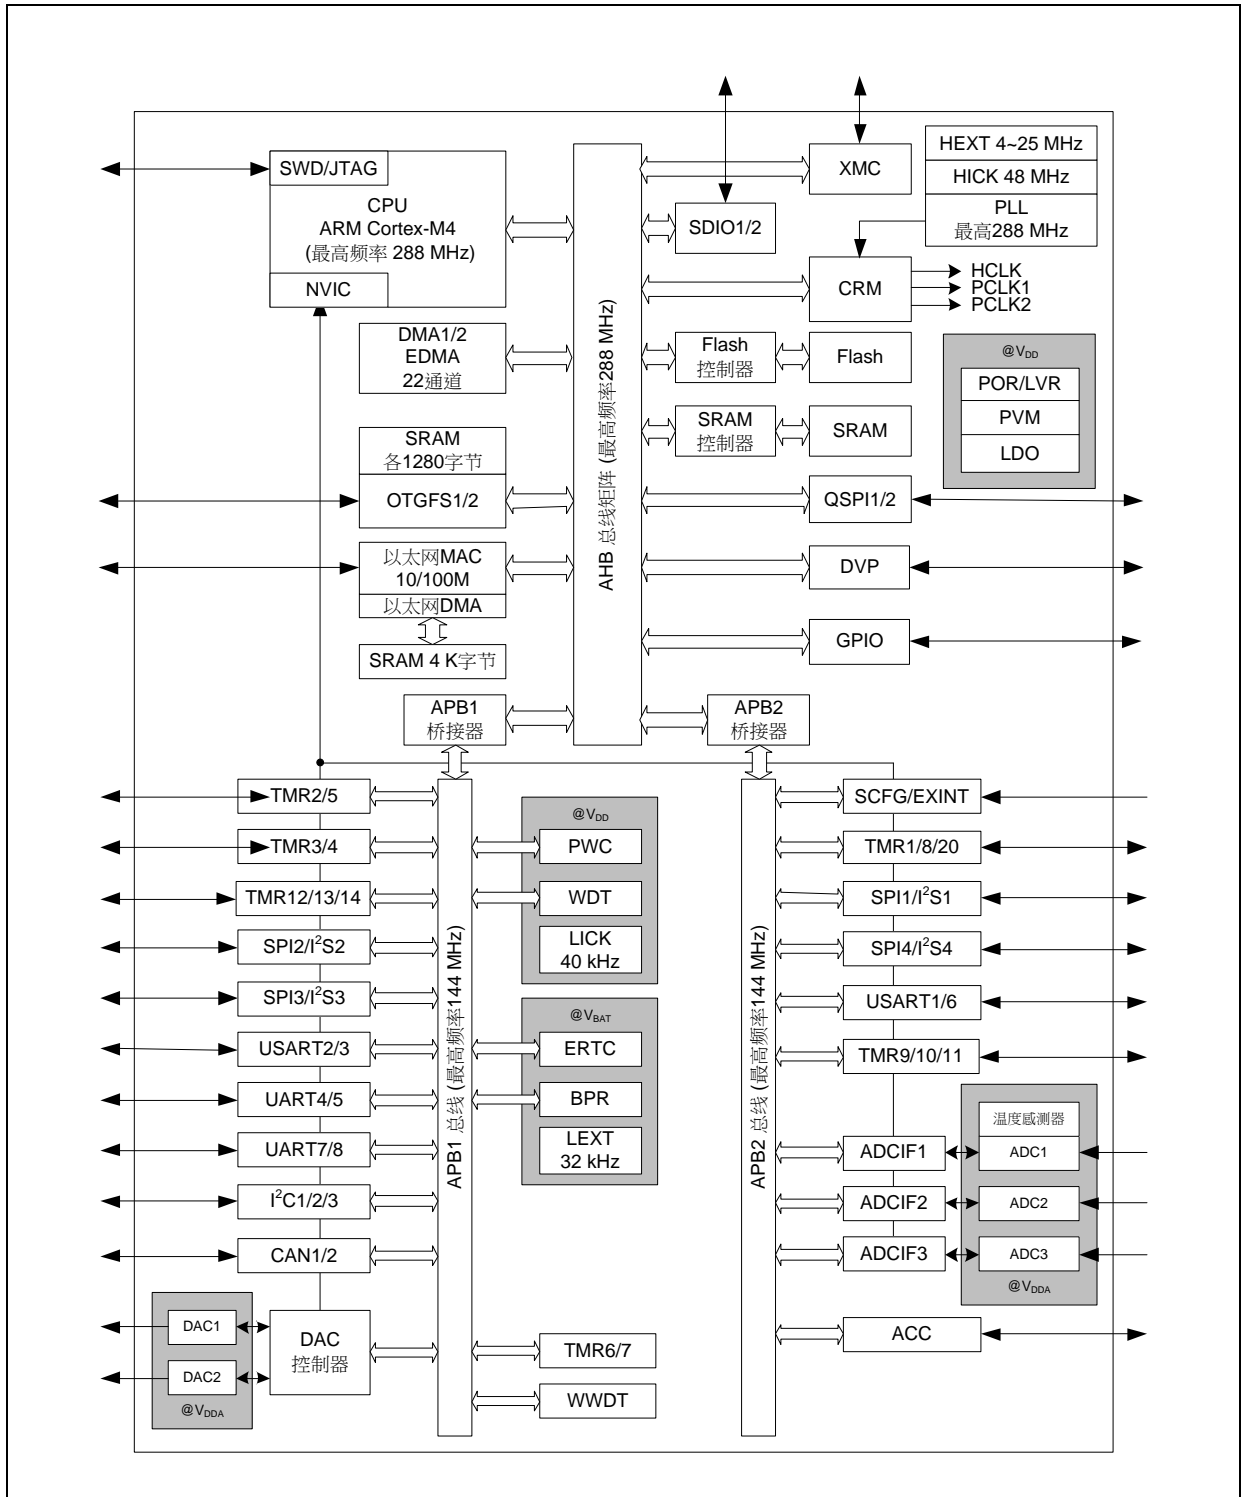 SWD/JTAG
CPU
ARM Cortex-M4
(最高频率 288 MHz)
NVIC
DMA1/2
EDMA
22通道
SRAM
各1280字节
OTGFS1/2
以太网MAC
10/100M
以太网DMA
SRAM 4 K字节
APB1
桥接器
AHB 总线矩阵 (最高频率288 MHz)
XMC
SDIO1/2
HEXT 4~25 MHz
HICK 48 MHz
PLL
最高288 MHz
CRM
HCLK
PCLK1
PCLK2
Flash
控制器
Flash
SRAM
控制器
SRAM
@VDD
POR/LVR
PVM
LDO
QSPI1/2
DVP
GPIO
APB2
桥接器
TMR2/5
TMR3/4
TMR12/13/14
SPI2/I²S2
SPI3/I²S3
USART2/3
UART4/5
UART7/8
I²C1/2/3
CAN1/2
DAC1
DAC2
@VDDA
DAC
控制器
APB1 总线 (最高频率144 MHz)
@VDD
PWC
WDT
LICK
40 kHz
@VBAT
ERTC
BPR
LEXT
32 kHz
TMR6/7
WWDT
APB2 总线 (最高频率144 MHz)
SCFG/EXINT
TMR1/8/20
SPI1/I²S1
SPI4/I²S4
USART1/6
TMR9/10/11
ADCIF1
ADCIF2
ADCIF3
温度感测器
ADC1
ADC2
ADC3
@VDDA
ACC